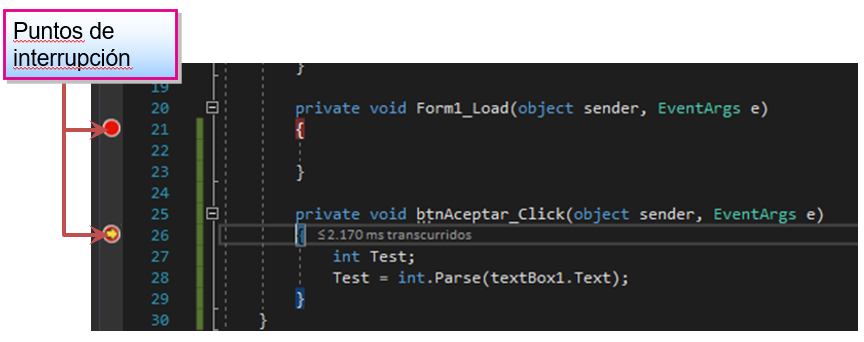 Puntos de
interrupción
}
19
20 private void Form1_Load(object sender, EventArgs e)
21 {
22
23 }
24
25 private void btnAceptar_Click(object sender, EventArgs e)
26 { ≤2.170 ms transcurridos
27 int Test;
28 Test = int.Parse(textBox1.Text);
29 }
30 }